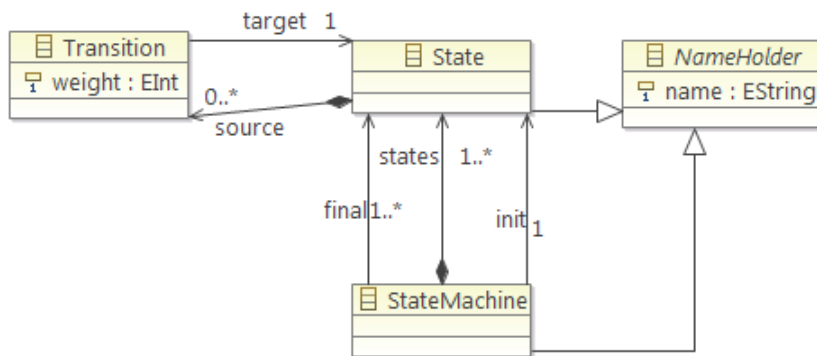 target 1
Transition
weight : EInt
State
NameHolder
name : EString
0..*
source
states 1..*
final 1..*
init 1
StateMachine